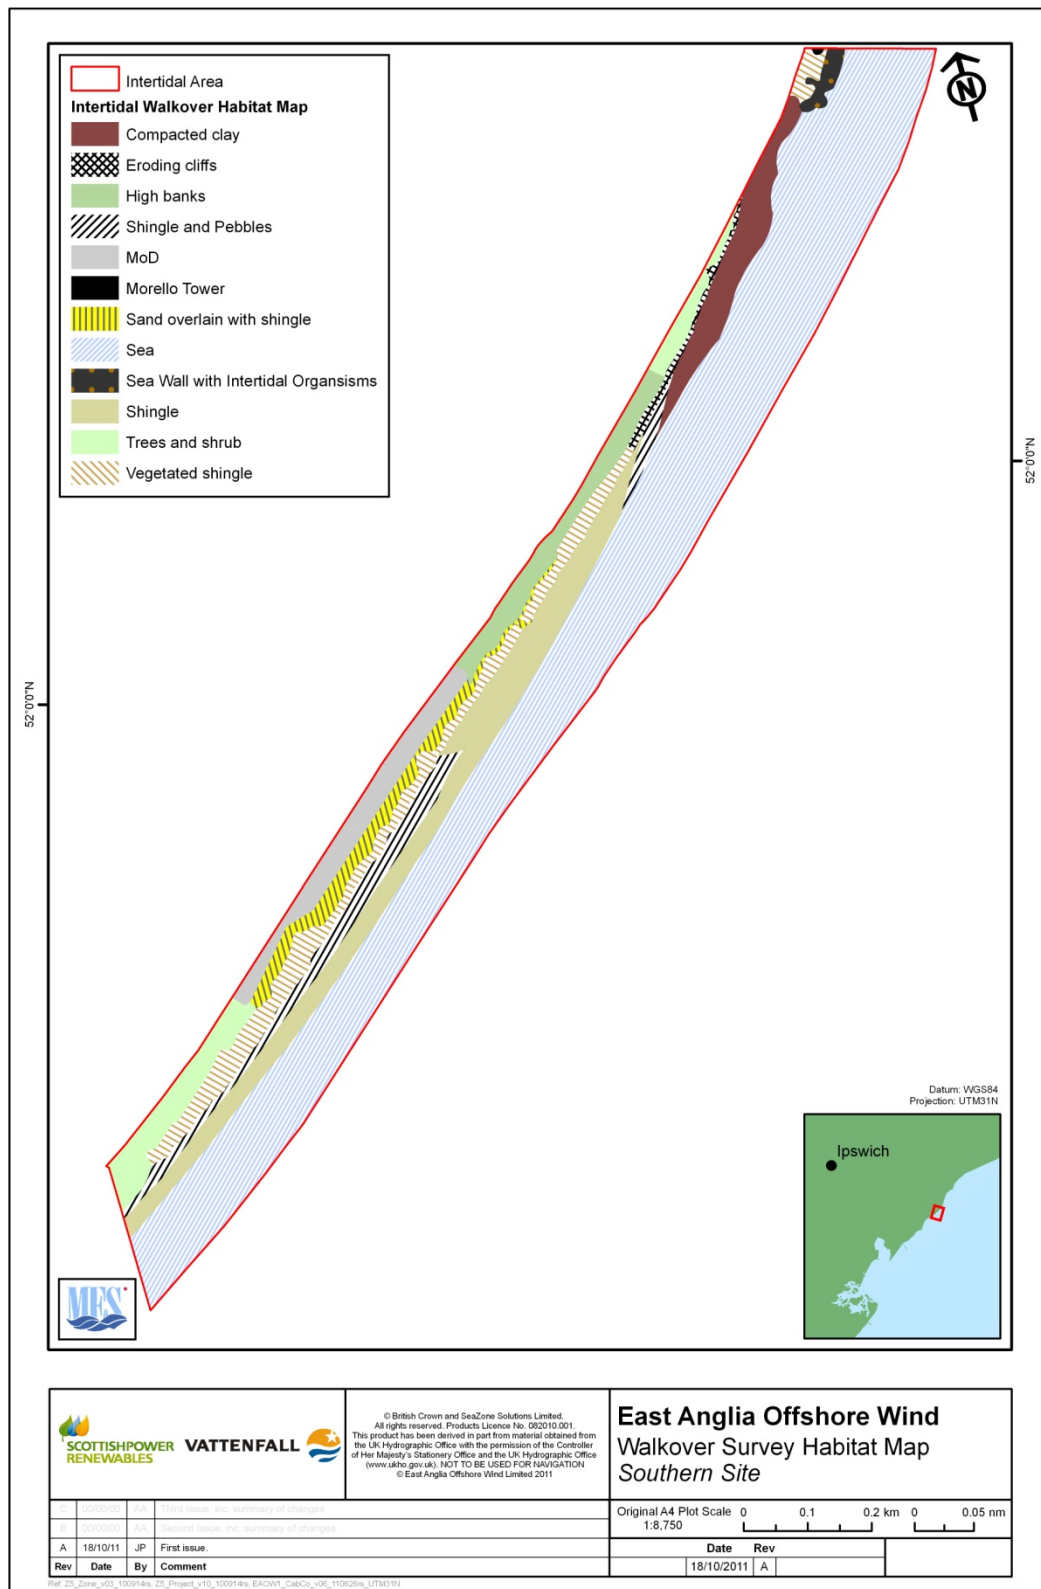 Intertidal Area
Intertidal Walkover Habitat Map
Compacted clay
Eroding cliffs
High banks
Shingle and Pebbles
MoD
Morello Tower
Sand overlain with shingle
Sea
Sea Wall with Intertidal Organsisms
Shingle
Trees and shrub
Vegetated shingle
N
52°0'0"N
52°0'0"N
Datum: WGS84
Projection: UTM31N
Ipswich
MES
SCOTTISHPOWER
RENEWABLES
VATTENFALL
© British Crown and SeaZone Solutions Limited.
All rights reserved. Products Licence No. 082010.001.
This product has been derived in part from material obtained from
the UK Hydrographic Office with the permission of the Controller
of Her Majesty's Stationery Office and the UK Hydrographic Office
(www.ukho.gov.uk). NOT TO BE USED FOR NAVIGATION
© East Anglia Offshore Wind Limited 2011
East Anglia Offshore Wind
Walkover Survey Habitat Map
Southern Site
C 00/00/00 AA Third Issue, inc. summary of changes.
B 00/00/00 AA Second Issue, inc. summary of changes.
A 18/10/11 JP First issue.
Rev Date By Comment
Original A4 Plot Scale
1:8,750
0 0.1 0.2 km
0 0.05 nm
Date Rev
18/10/2011 A
Ref: Z5_Zone_v03_100914rs, Z5_Project_v10_100914rs, EAOW1_CabCo_v06_110626rs_UTM31N